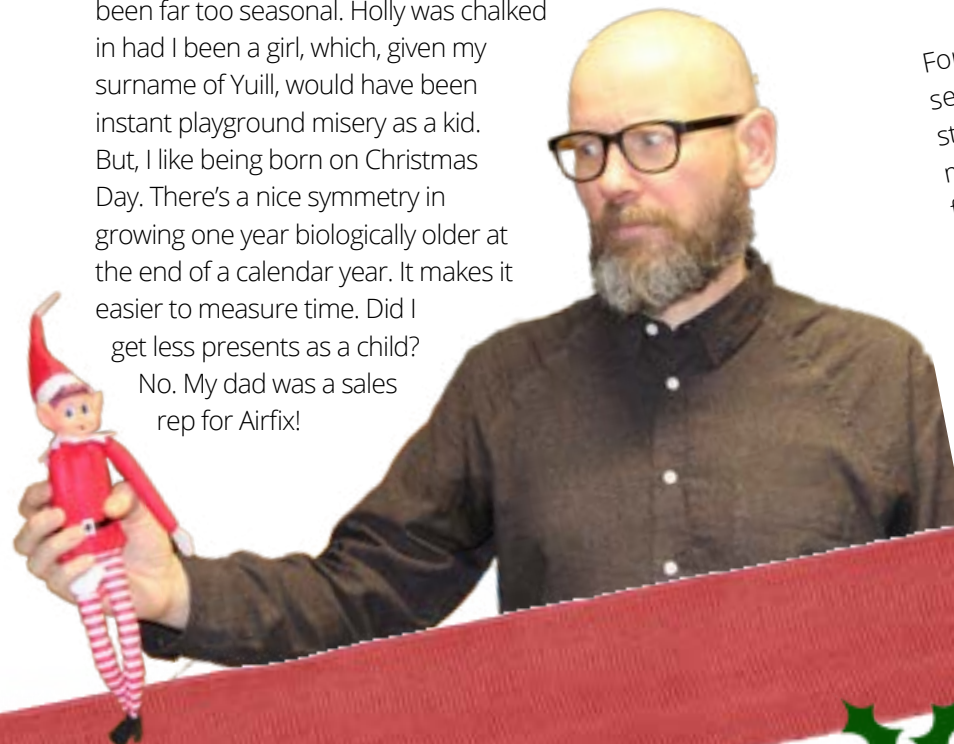 been far too seasonal. Holly was chalked
in had I been a girl, which, given my
surname of Yuill, would have been
instant playground misery as a kid.
But, I like being born on Christmas
Day. There's a nice symmetry in
growing one year biologically older at
the end of a calendar year. It makes it
easier to measure time. Did I
get less presents as a child?
No. My dad was a sales
rep for Airfix!